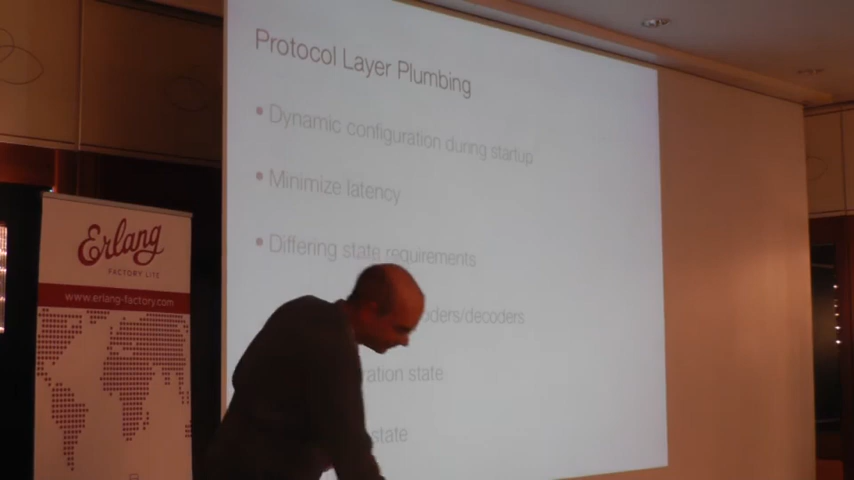 Protocol Layer Plumbing
• Dynamic configuration during startup
• Minimize latency
• Differing state requirements
oders/decoders
ration state
state
Erlang
FACTORY LITE
www.erlang-factory.com